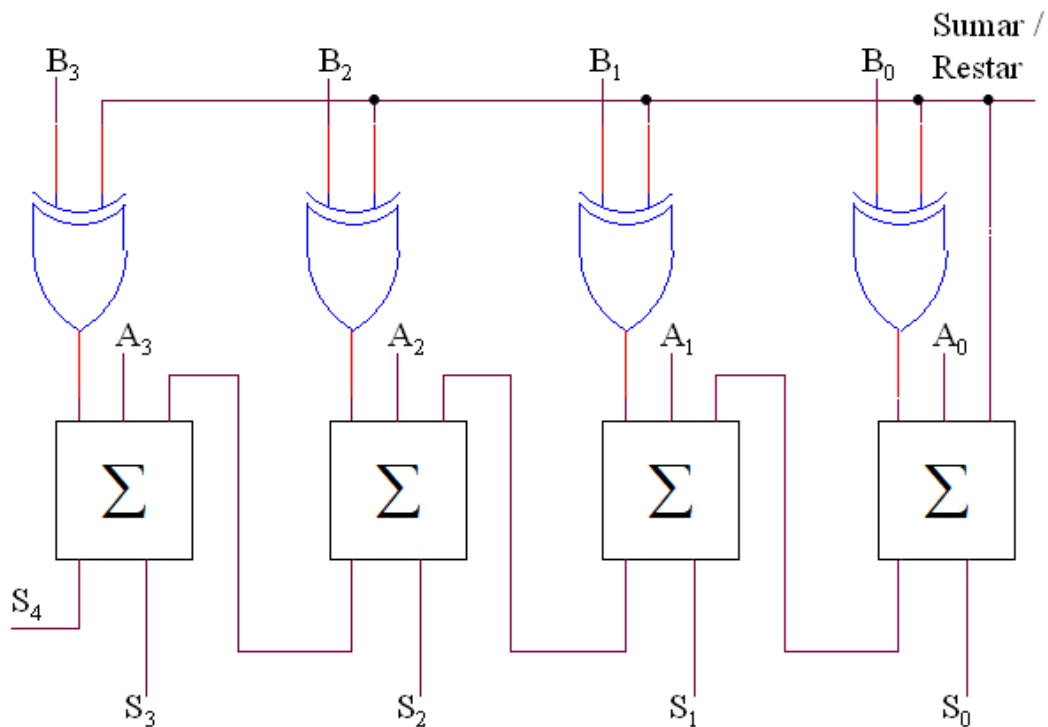 Sumar /
Restar
B₃ B₂ B₁ B₀
A₃ A₂ A₁ A₀
Σ Σ Σ Σ
S₄
S₃ S₂ S₁ S₀